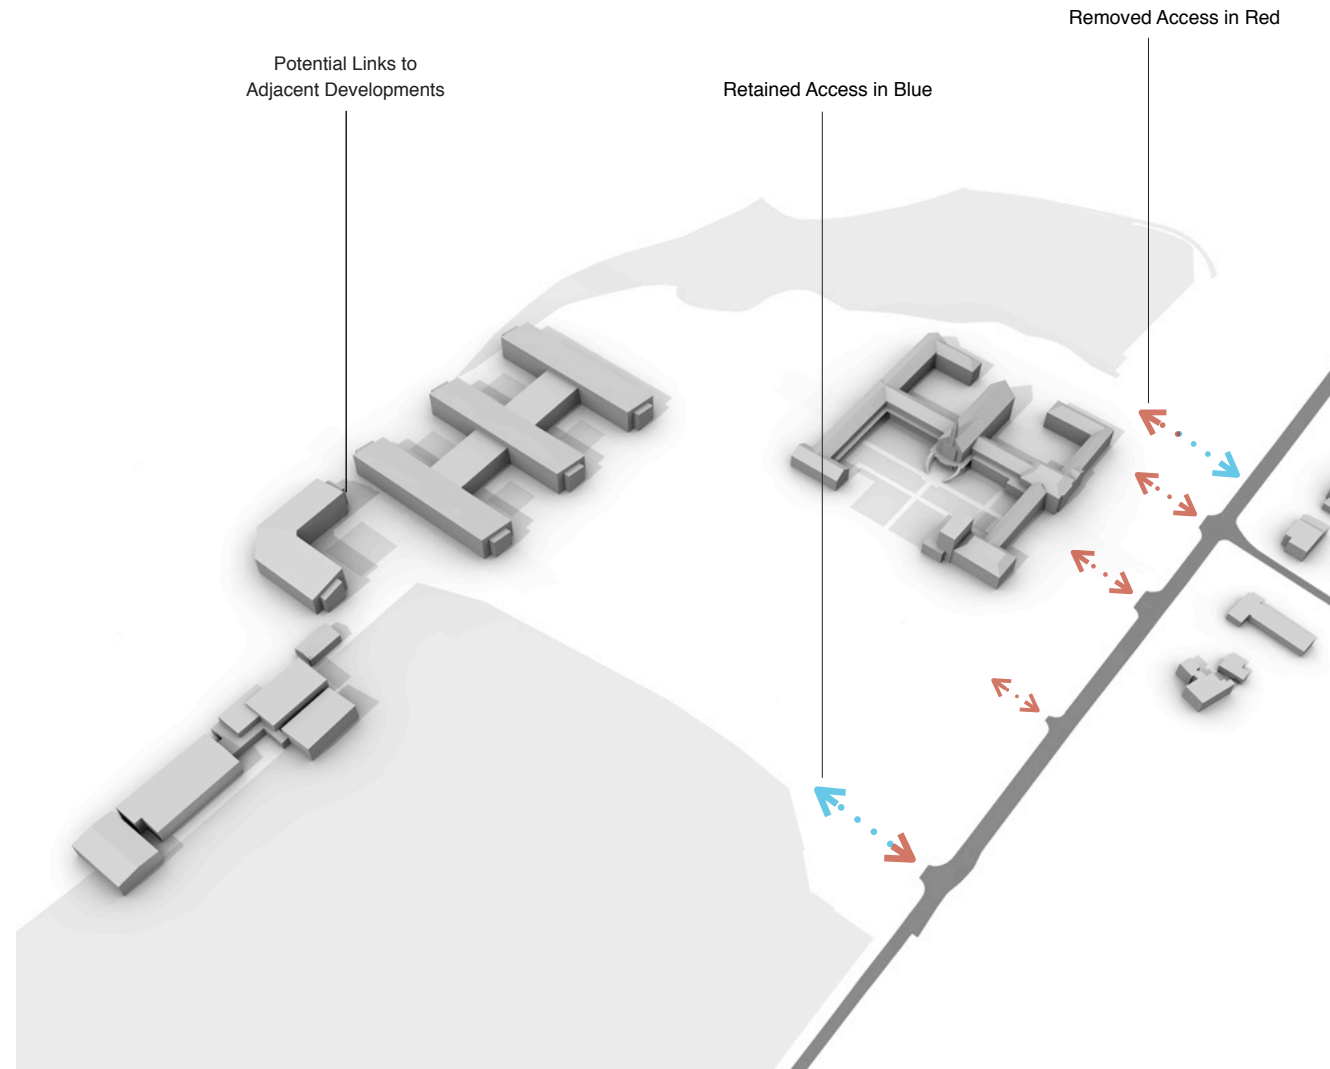 Removed Access in Red
Potential Links to
Adjacent Developments
Retained Access in Blue